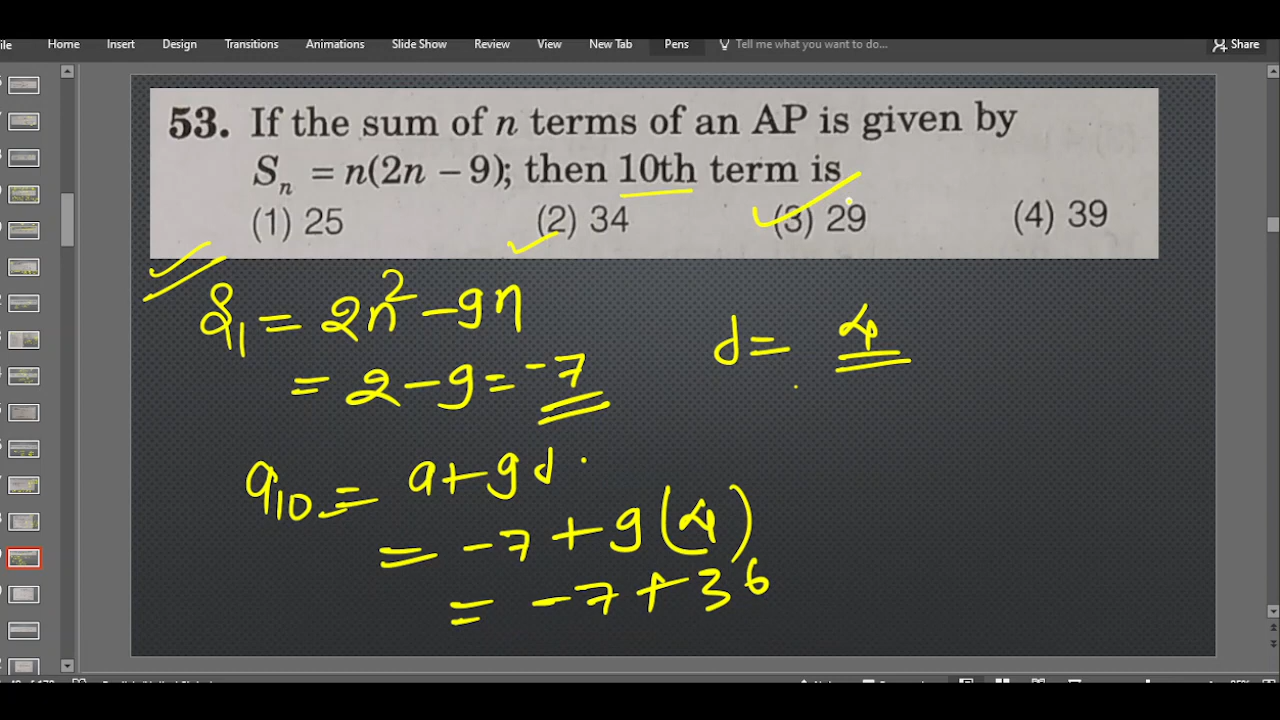 File Home Insert Design Transitions Animations Slide Show Review View New Tab Pens Tell me what you want to do... Share
53. If the sum of n terms of an AP is given by
Sₙ = n(2n – 9); then 10th term is
(1) 25 (2) 34 (3) 29 (4) 39
S₁ = 2n² – 9n
= 2 – 9 = –7
d = 4
a₁₀ = a + 9d
= –7 + 9(4)
= –7 + 36